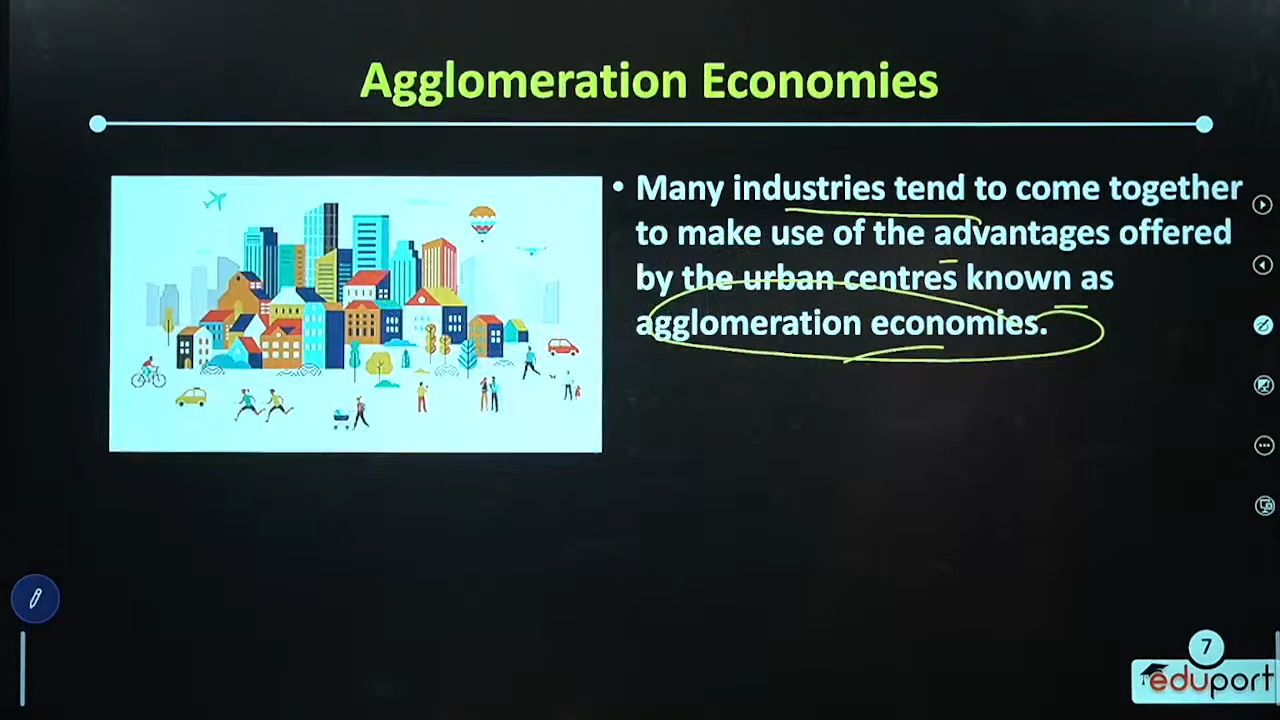 Agglomeration Economies
• Many industries tend to come together
to make use of the advantages offered
by the urban centres known as
agglomeration economies.
7
eduport